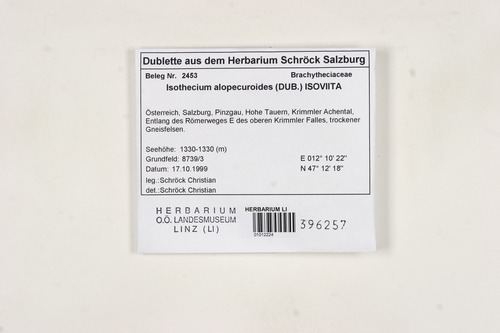 Dublette aus dem Herbarium Schröck Salzburg
Beleg Nr. 2453 Brachytheciaceae
Isothecium alopecuroides (DUB.) ISOVIITA
Österreich, Salzburg, Pinzgau, Hohe Tauern, Krimmler Achental,
Entlang des Römerweges E des oberen Krimmler Falles, trockener
Gneisfelsen.
Seehöhe: 1330-1330 (m)
Grundfeld: 8739/3 E 012° 10' 22"
Datum: 17.10.1999 N 47° 12' 18"
leg.: Schröck Christian
det.: Schröck Christian
HERBARIUM
O.Ö. LANDESMUSEUM
LINZ (LI)
HERBARIUM LI
01012224
396257